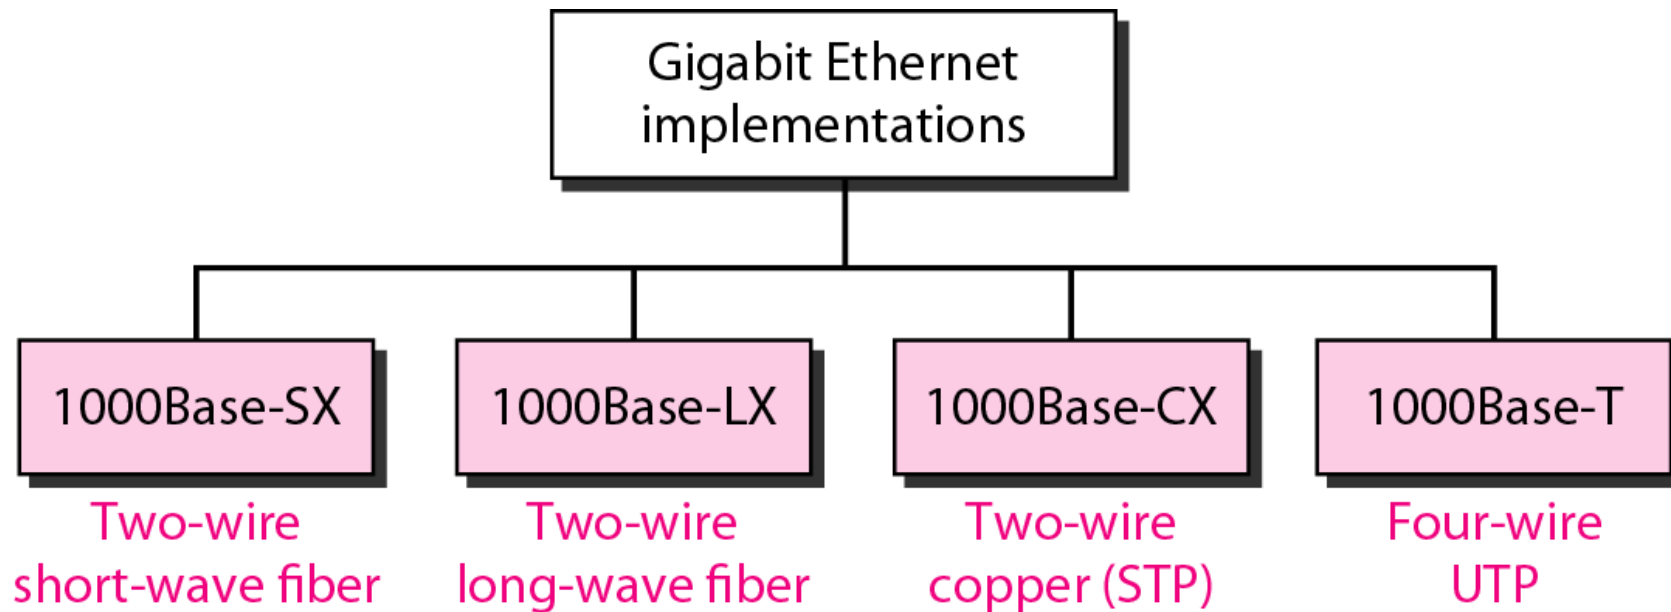 Gigabit Ethernet
implementations
1000Base-SX
1000Base-LX
1000Base-CX
1000Base-T
Two-wire
short-wave fiber
Two-wire
long-wave fiber
Two-wire
copper (STP)
Four-wire
UTP